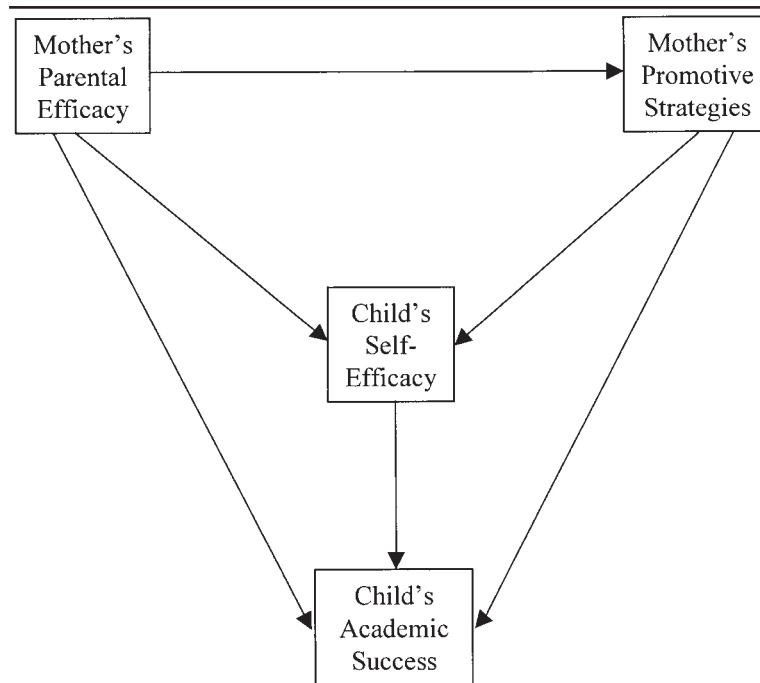 Mother's
Parental
Efficacy
Mother's
Promotive
Strategies
Child's
Self-
Efficacy
Child's
Academic
Success